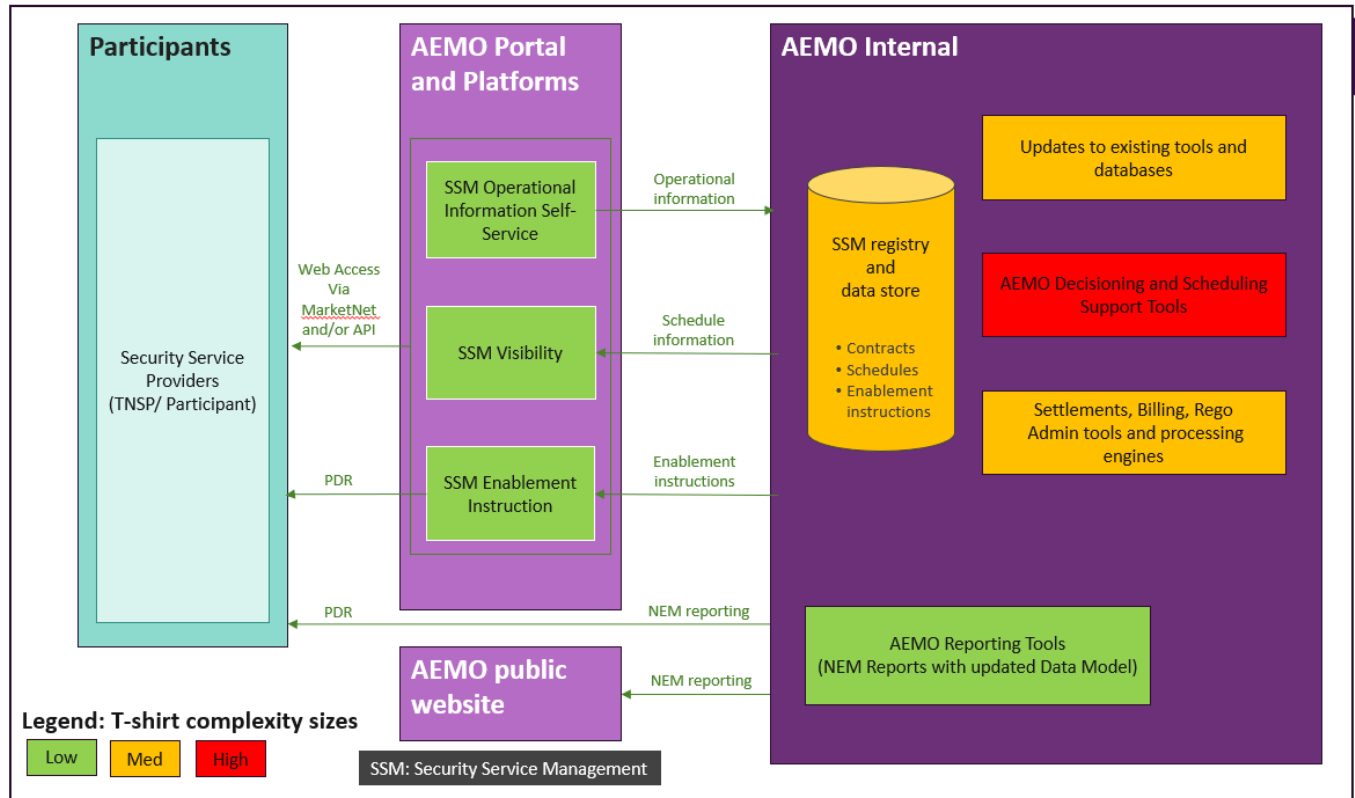 Participants
AEMO Portal
and Platforms
AEMO Internal
Security Service
Providers
(TNSP/ Participant)
Web Access
Via
MarketNet
and/or API
PDR
PDR
SSM Operational
Information Self-
Service
SSM Visibility
SSM Enablement
Instruction
Operational
information
Schedule
information
Enablement
instructions
NEM reporting
NEM reporting
SSM registry
and
data store
• Contracts
• Schedules
• Enablement
instructions
Updates to existing tools and
databases
AEMO Decisioning and Scheduling
Support Tools
Settlements, Billing, Rego
Admin tools and processing
engines
AEMO Reporting Tools
(NEM Reports with updated Data Model)
AEMO public
website
Legend: T-shirt complexity sizes
Low
Med
High
SSM: Security Service Management